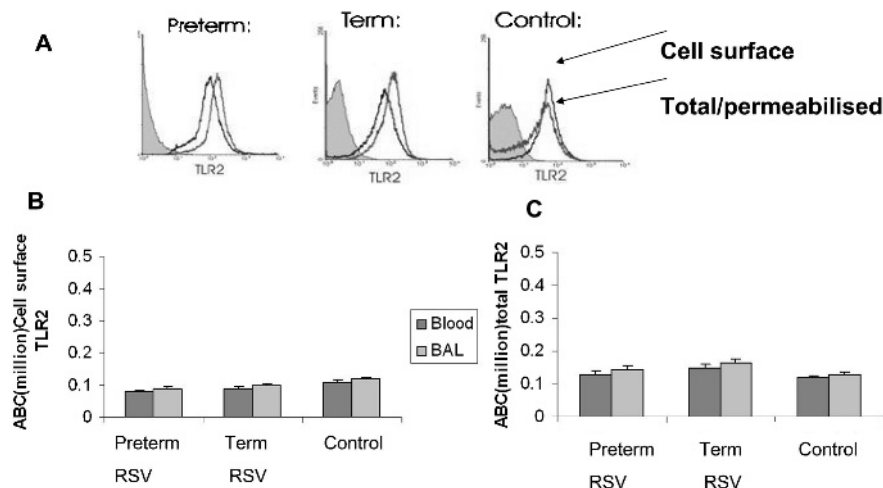 A
Preterm:
Term:
Control:
Cell surface
Total/permeabilised
Events
Events
TLR2
TLR2
TLR2
B
ABC(million)Cell surface
TLR2
0.5
0.4
0.3
0.2
0.1
0
Preterm
RSV
Term
RSV
Control
Blood
BAL
C
ABC(million)total TLR2
0.5
0.4
0.3
0.2
0.1
0
Preterm
RSV
Term
RSV
Control